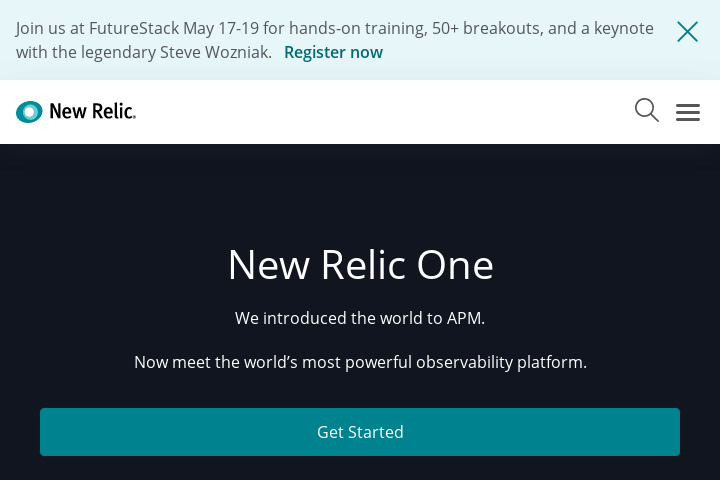 Join us at FutureStack May 17-19 for hands-on training, 50+ breakouts, and a keynote
with the legendary Steve Wozniak. Register now
New Relic.
New Relic One
We introduced the world to APM.
Now meet the world’s most powerful observability platform.
Get Started